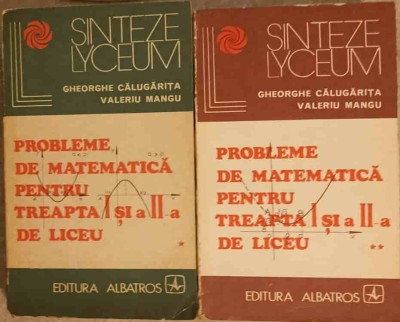 SINTEZE
LYCEUM
GHEORGHE CĂLUGĂRIȚA
VALERIU MANGU
PROBLEME
DE MATEMATICĂ
PENTRU
TREAPTA I ȘI a II-a
DE LICEU
*
EDITURA ALBATROS
SINTEZE
LYCEUM
GHEORGHE CĂLUGĂRIȚA
VALERIU MANGU
PROBLEME
DE MATEMATICĂ
PENTRU
TREAPTA I ȘI a II-a
DE LICEU
**
EDITURA ALBATROS